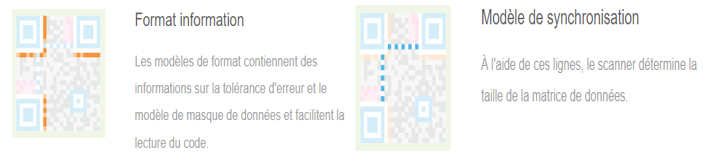 Format information
Les modèles de format contiennent des
informations sur la tolérance d'erreur et le
modèle de masque de données et facilitent la
lecture du code.
Modèle de synchronisation
À l'aide de ces lignes, le scanner détermine la
taille de la matrice de données.